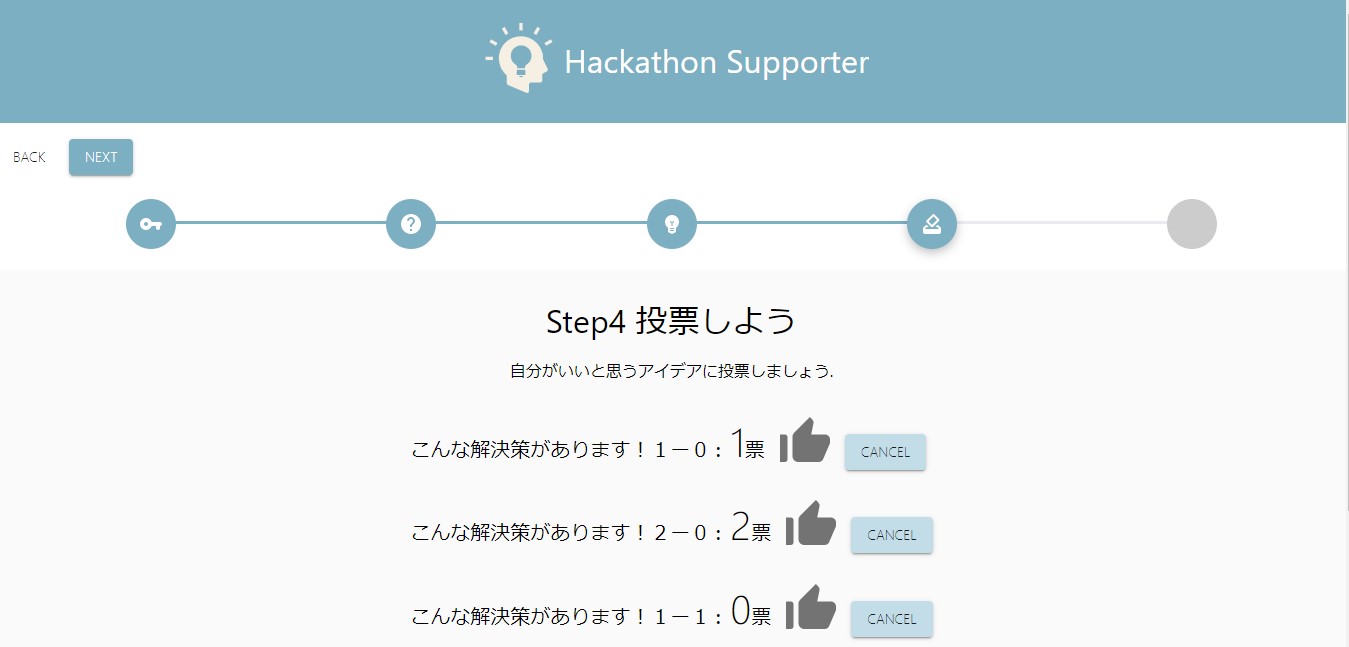 Hackathon Supporter
BACK NEXT
Step4 投票しよう
自分がいいと思うアイデアに投票しましょう.
こんな解決策があります！１－０：1票 CANCEL
こんな解決策があります！２－０：2票 CANCEL
こんな解決策があります！１－１：0票 CANCEL